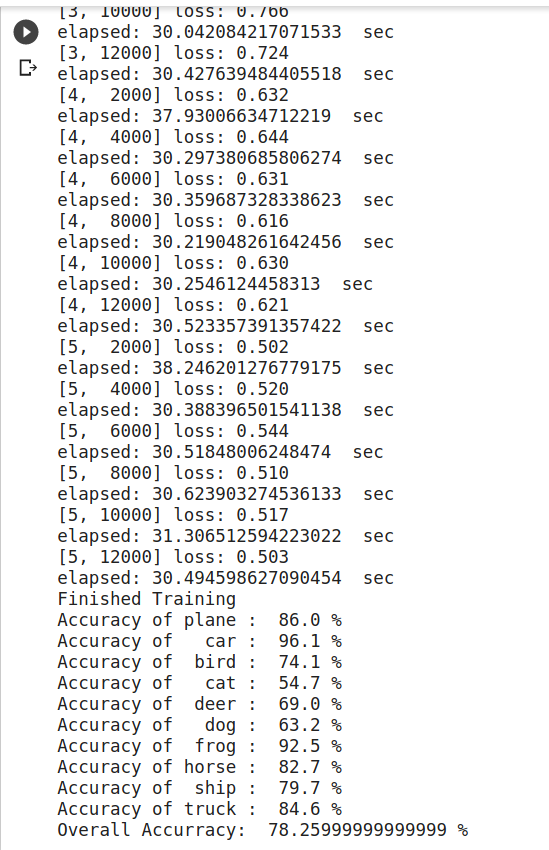 [3, 10000] loss: 0.766
elapsed: 30.042084217071533  sec
[3, 12000] loss: 0.724
elapsed: 30.427639484405518  sec
[4,  2000] loss: 0.632
elapsed: 37.93006634712219  sec
[4,  4000] loss: 0.644
elapsed: 30.297380685806274  sec
[4,  6000] loss: 0.631
elapsed: 30.359687328338623  sec
[4,  8000] loss: 0.616
elapsed: 30.219048261642456  sec
[4, 10000] loss: 0.630
elapsed: 30.2546124458313  sec
[4, 12000] loss: 0.621
elapsed: 30.523357391357422  sec
[5,  2000] loss: 0.502
elapsed: 38.246201276779175  sec
[5,  4000] loss: 0.520
elapsed: 30.388396501541138  sec
[5,  6000] loss: 0.544
elapsed: 30.51848006248474  sec
[5,  8000] loss: 0.510
elapsed: 30.623903274536133  sec
[5, 10000] loss: 0.517
elapsed: 31.306512594223022  sec
[5, 12000] loss: 0.503
elapsed: 30.494598627090454  sec
Finished Training
Accuracy of plane :  86.0 %
Accuracy of   car :  96.1 %
Accuracy of  bird :  74.1 %
Accuracy of   cat :  54.7 %
Accuracy of  deer :  69.0 %
Accuracy of   dog :  63.2 %
Accuracy of  frog :  92.5 %
Accuracy of horse :  82.7 %
Accuracy of  ship :  79.7 %
Accuracy of truck :  84.6 %
Overall Accurracy:  78.25999999999999 %